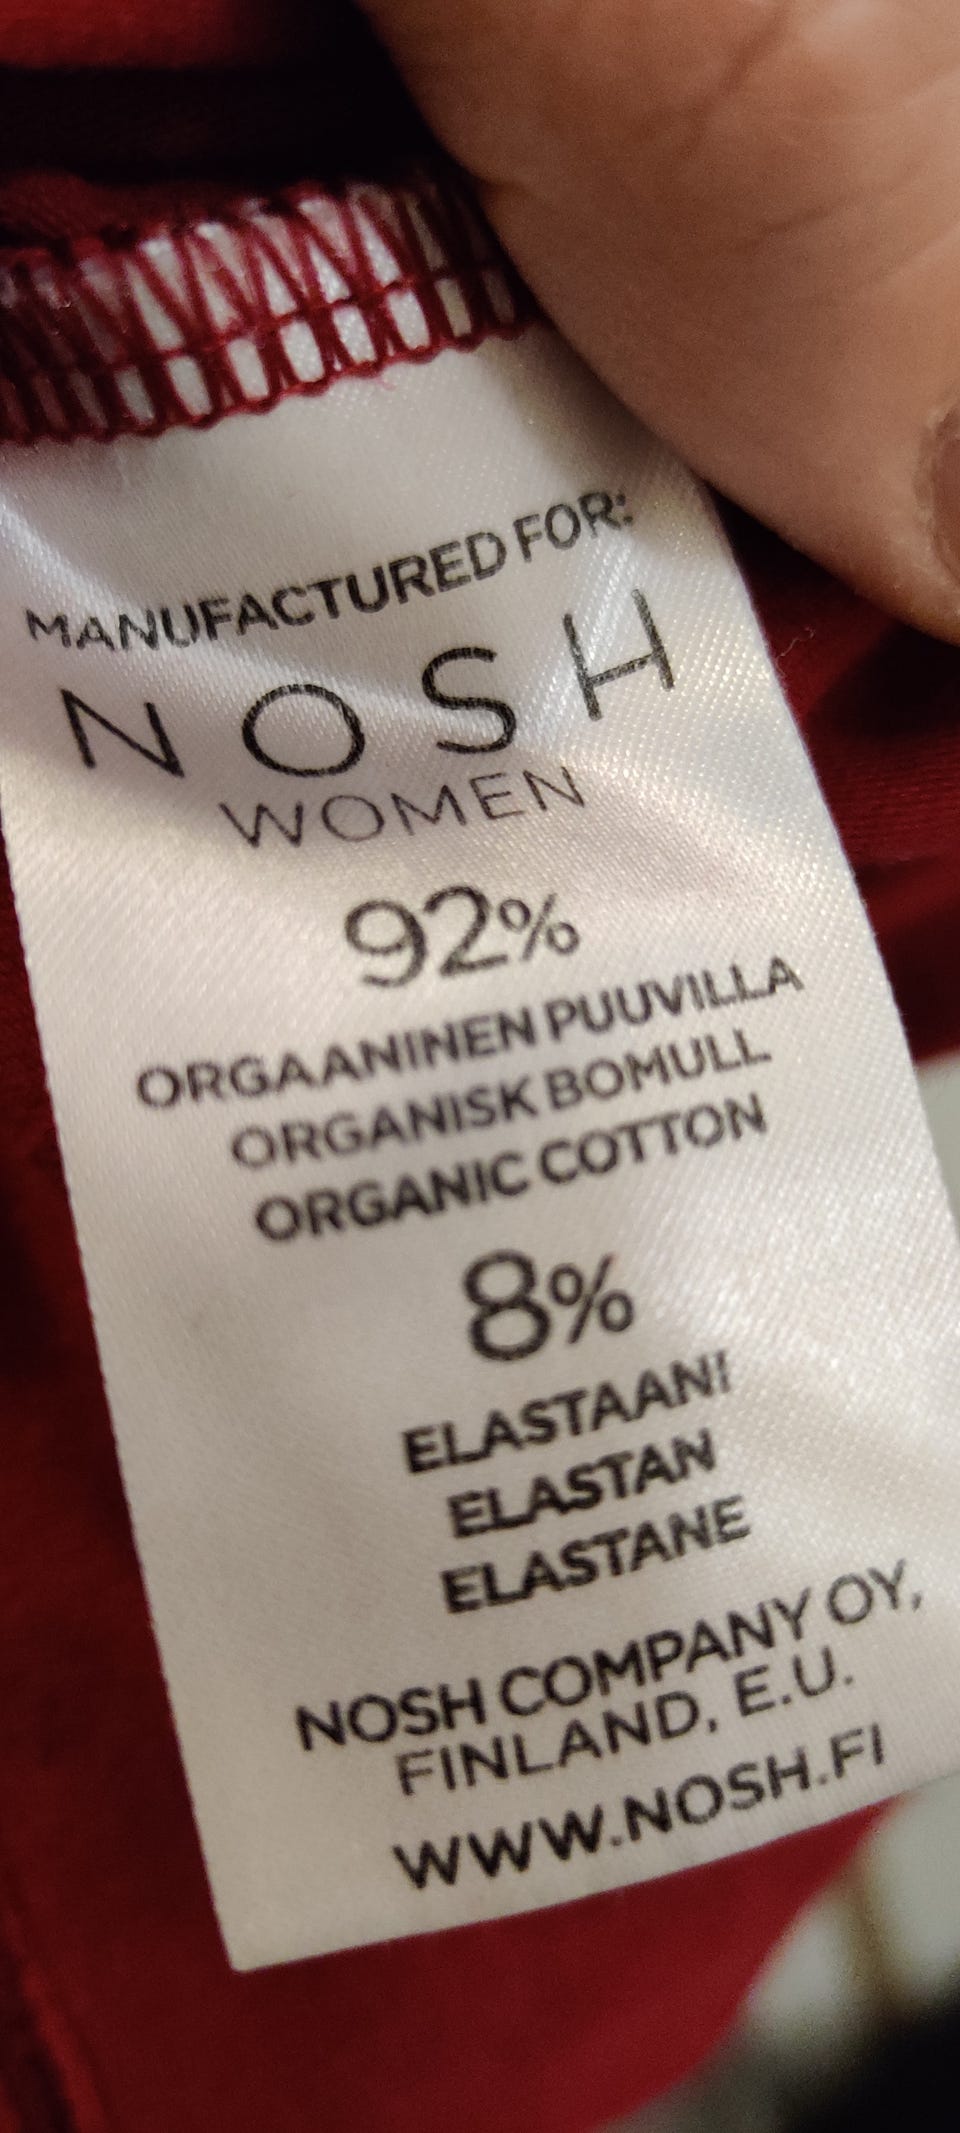 MANUFACTURED FOR:
NOSH
WOMEN
92%
ORGAANINEN PUUVILLA
ORGANISK BOMULL
ORGANIC COTTON
8%
ELASTAANI
ELASTAN
ELASTANE
NOSH COMPANY OY,
FINLAND, E.U.
WWW.NOSH.FI